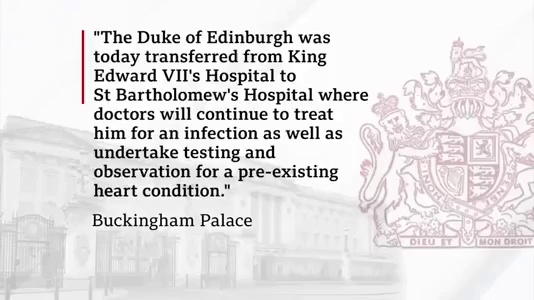 "The Duke of Edinburgh was
today transferred from King
Edward VII's Hospital to
St Bartholomew's Hospital where
doctors will continue to treat
him for an infection as well as
undertake testing and
observation for a pre-existing
heart condition."
Buckingham Palace
DIEU ET MON DROIT